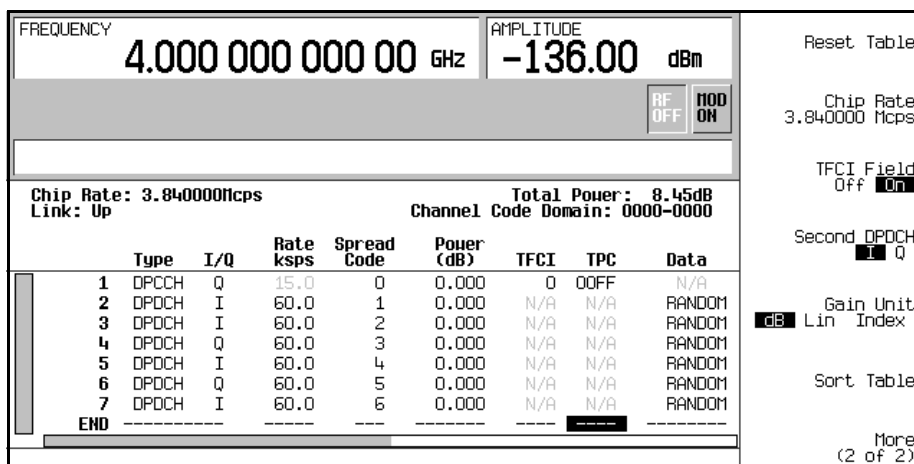 FREQUENCY
4.000 000 000 00 GHz
AMPLITUDE
-136.00 dBm
RF OFF
MOD ON
Chip Rate: 3.840000Mcps
Total Power: 8.45dB
Link: Up
Channel Code Domain: 0000-0000
Type I/Q Rate ksps Spread Code Power (dB) TFCI TPC Data
1 DPCCH Q 15.0 0 0.000 0 00FF N/A
2 DPDCH I 60.0 1 0.000 N/A N/A RANDOM
3 DPDCH I 60.0 2 0.000 N/A N/A RANDOM
4 DPDCH Q 60.0 3 0.000 N/A N/A RANDOM
5 DPDCH I 60.0 4 0.000 N/A N/A RANDOM
6 DPDCH Q 60.0 5 0.000 N/A N/A RANDOM
7 DPDCH I 60.0 6 0.000 N/A N/A RANDOM
END ---------- ----- --- ------- ---- ---- --------
Reset Table
Chip Rate
3.840000 Mcps
TFCI Field
Off On
Second DPDCH
I Q
Gain Unit
dB Lin Index
Sort Table
More
(2 of 2)